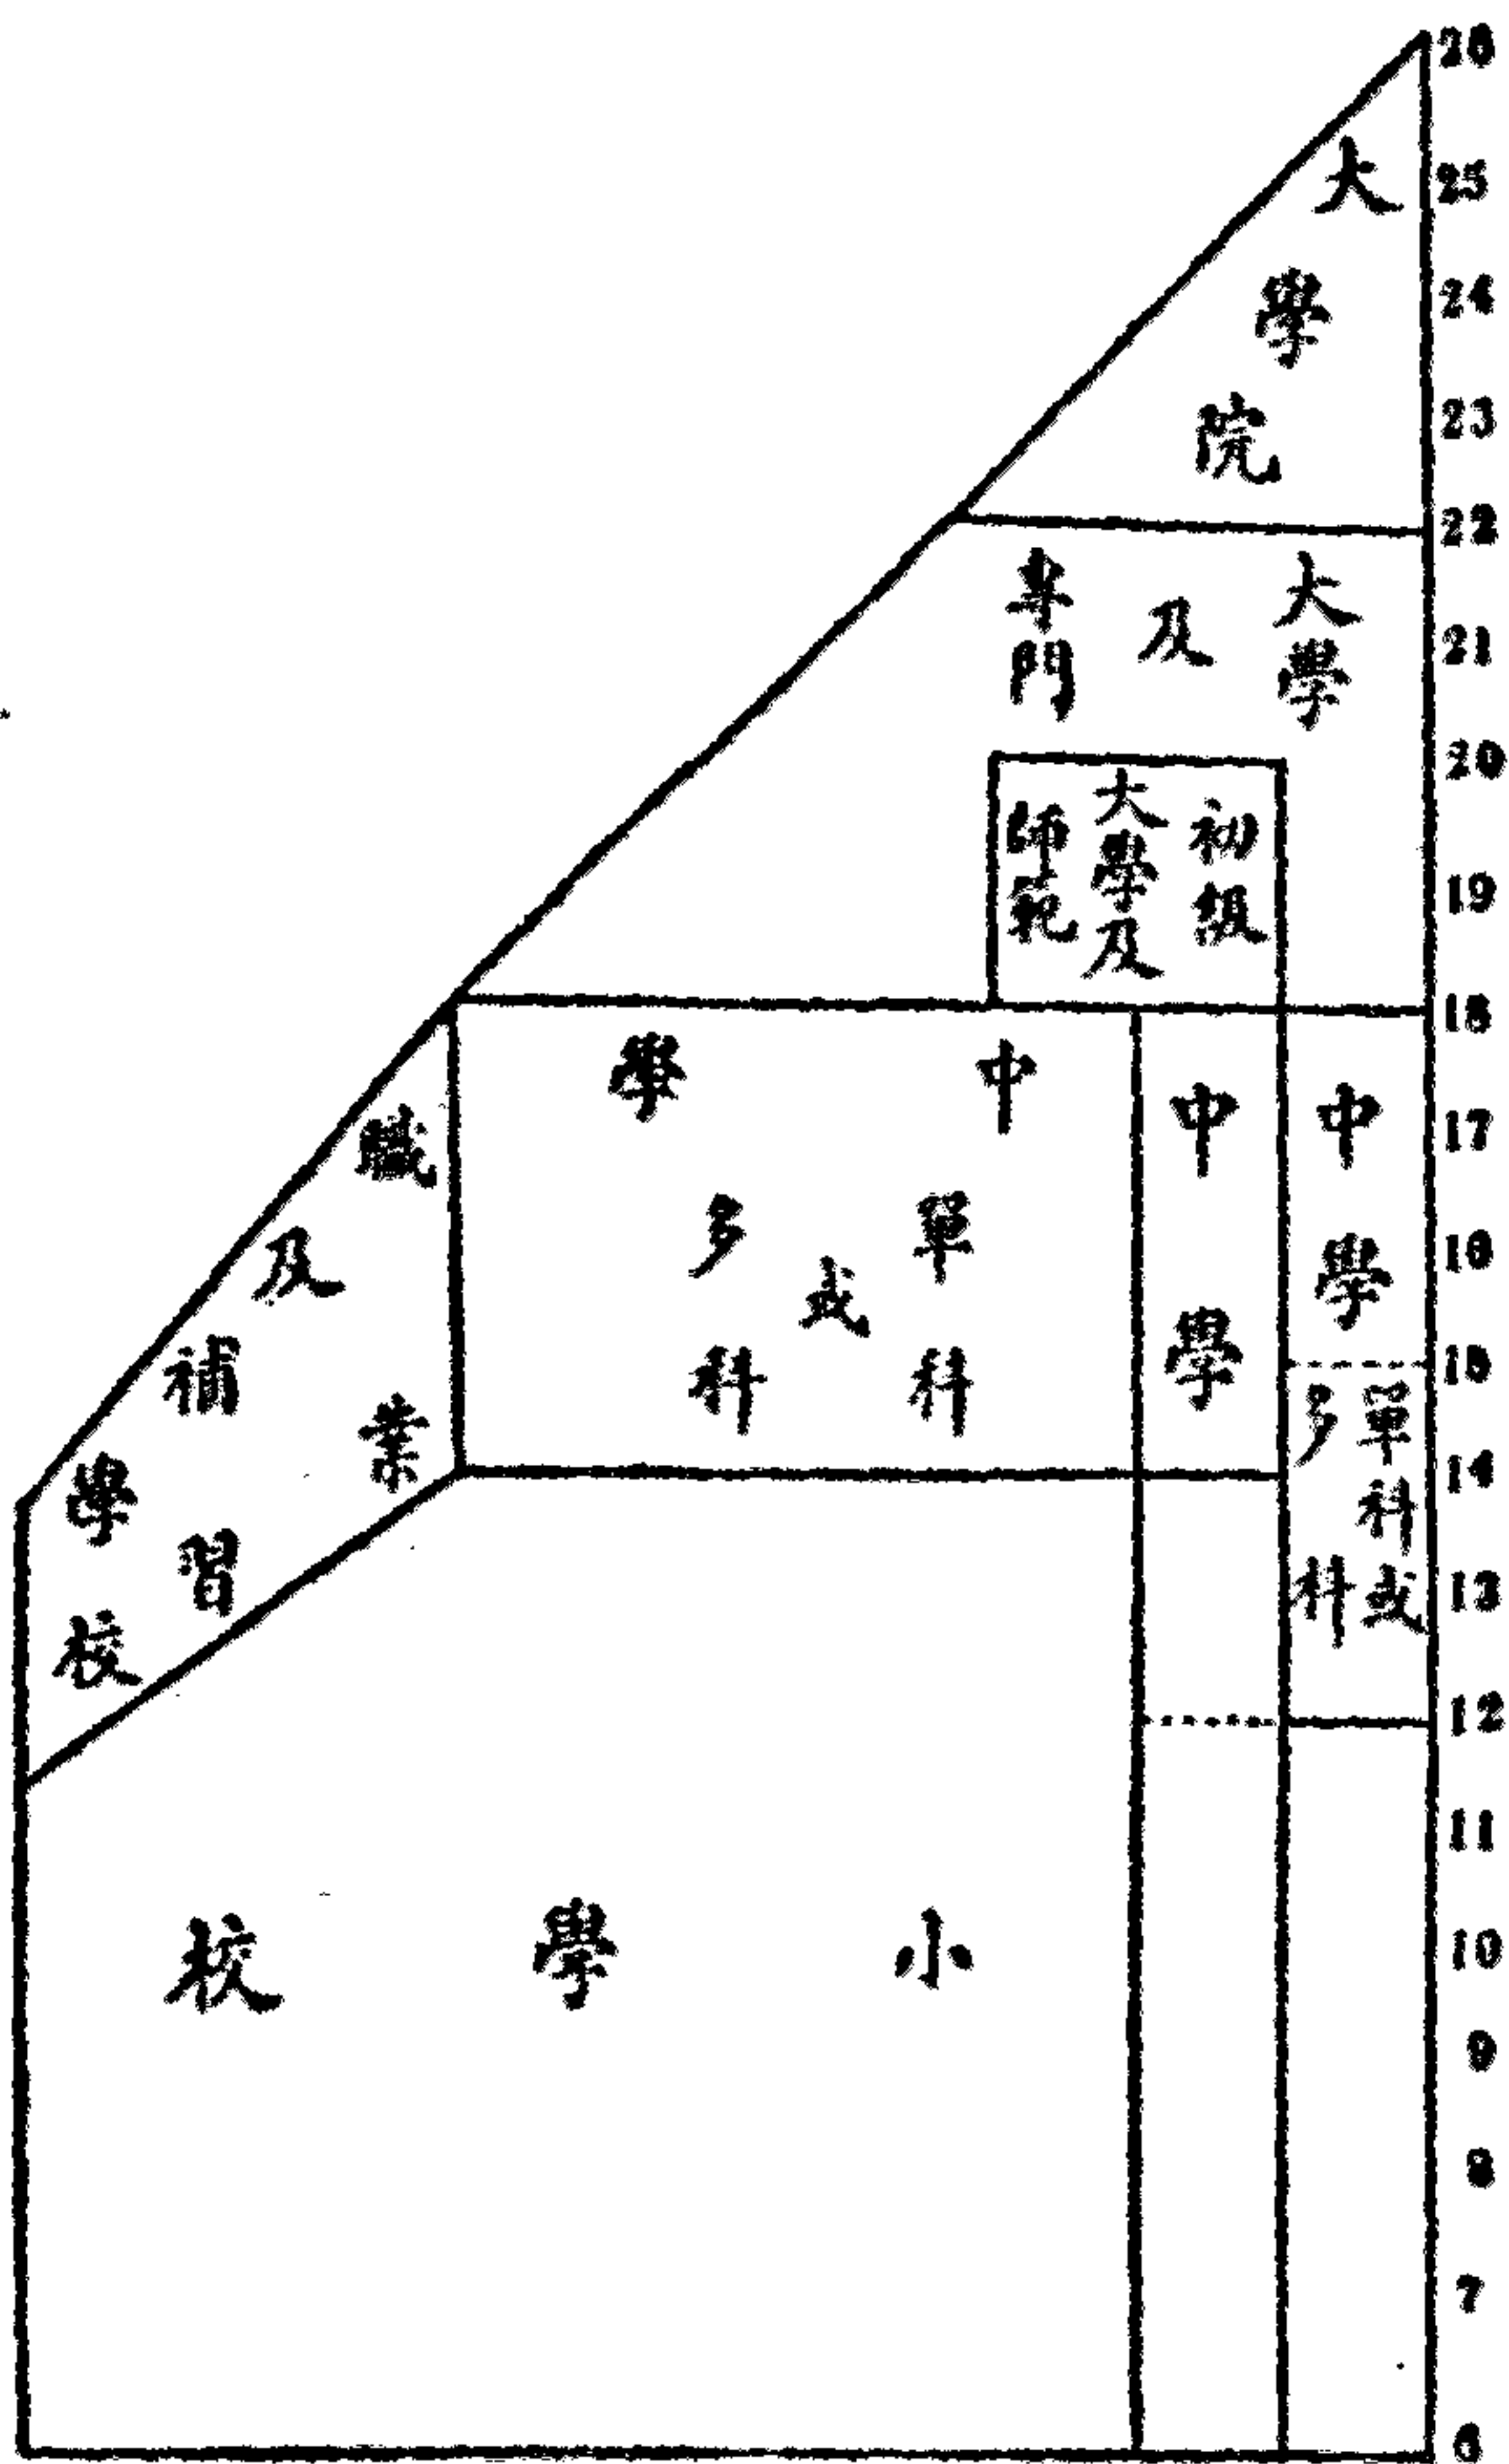 26
25
24
23
22
21
20
19
18
17
16
15
14
13
12
11
10
9
8
7
6
大學院
大學
及
專門
初級
大學及
師範
中學
單科或
多科
中學
中學
單科
或
多科
職業
及
補習
學校
小學校